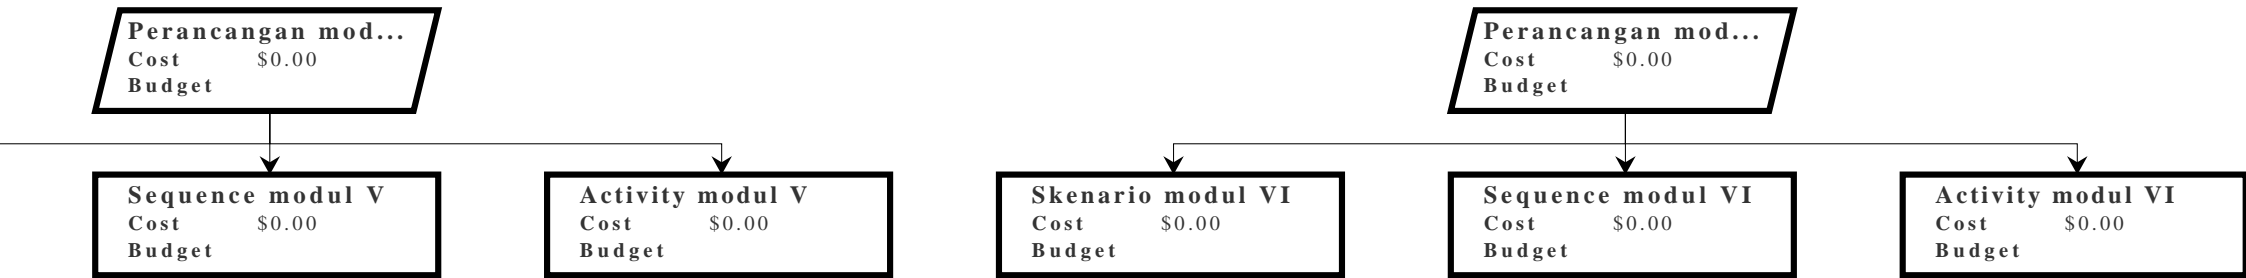 Perancangan mod...
Cost $0.00
Budget
Perancangan mod...
Cost $0.00
Budget
Sequence modul V
Cost $0.00
Budget
Activity modul V
Cost $0.00
Budget
Skenario modul VI
Cost $0.00
Budget
Sequence modul VI
Cost $0.00
Budget
Activity modul VI
Cost $0.00
Budget